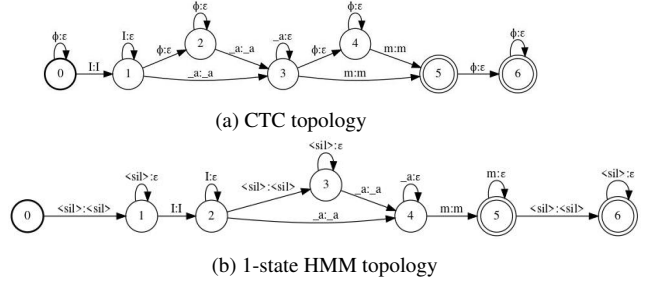 ϕ:ε ϕ:ε
ϕ:ε I:ε 2 _a:ε 4 ϕ:ε
ϕ:ε _a:_a ϕ:ε m:m
0 I:I 1 _a:_a 3 m:m 5 ϕ:ε 6
(a) CTC topology
<sil>:ε
<sil>:ε I:ε 3 _a:ε m:ε <sil>:ε
<sil>:<sil> _a:_a
0 <sil>:<sil> 1 I:I 2 _a:_a 4 m:m 5 <sil>:<sil> 6
(b) 1-state HMM topology